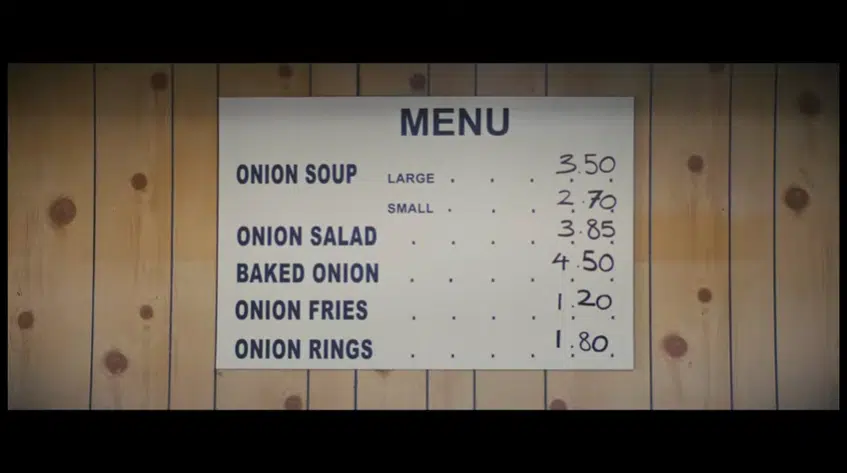 MENU
ONION SOUP LARGE . . . 3.50
SMALL . . . 2.70
ONION SALAD . . . . 3.85
BAKED ONION . . . . 4.50
ONION FRIES . . . . 1.20
ONION RINGS . . . . 1.80